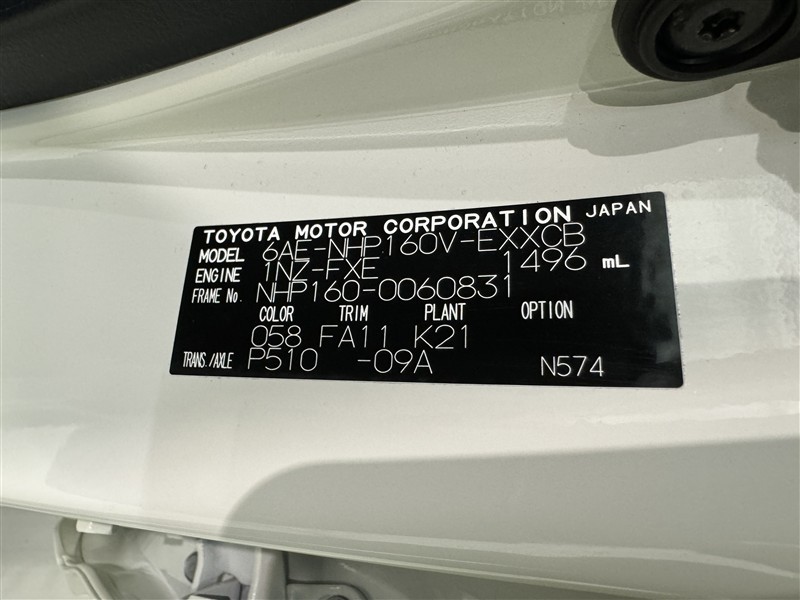 TOYOTA MOTOR CORPORATION JAPAN
MODEL 6AE-NHP160V-EXXCB
ENGINE 1NZ-FXE 1496 mL
FRAME No. NHP160-0060831
COLOR TRIM PLANT OPTION
058 FA11 K21
TRANS./AXLE P510 -09A N574